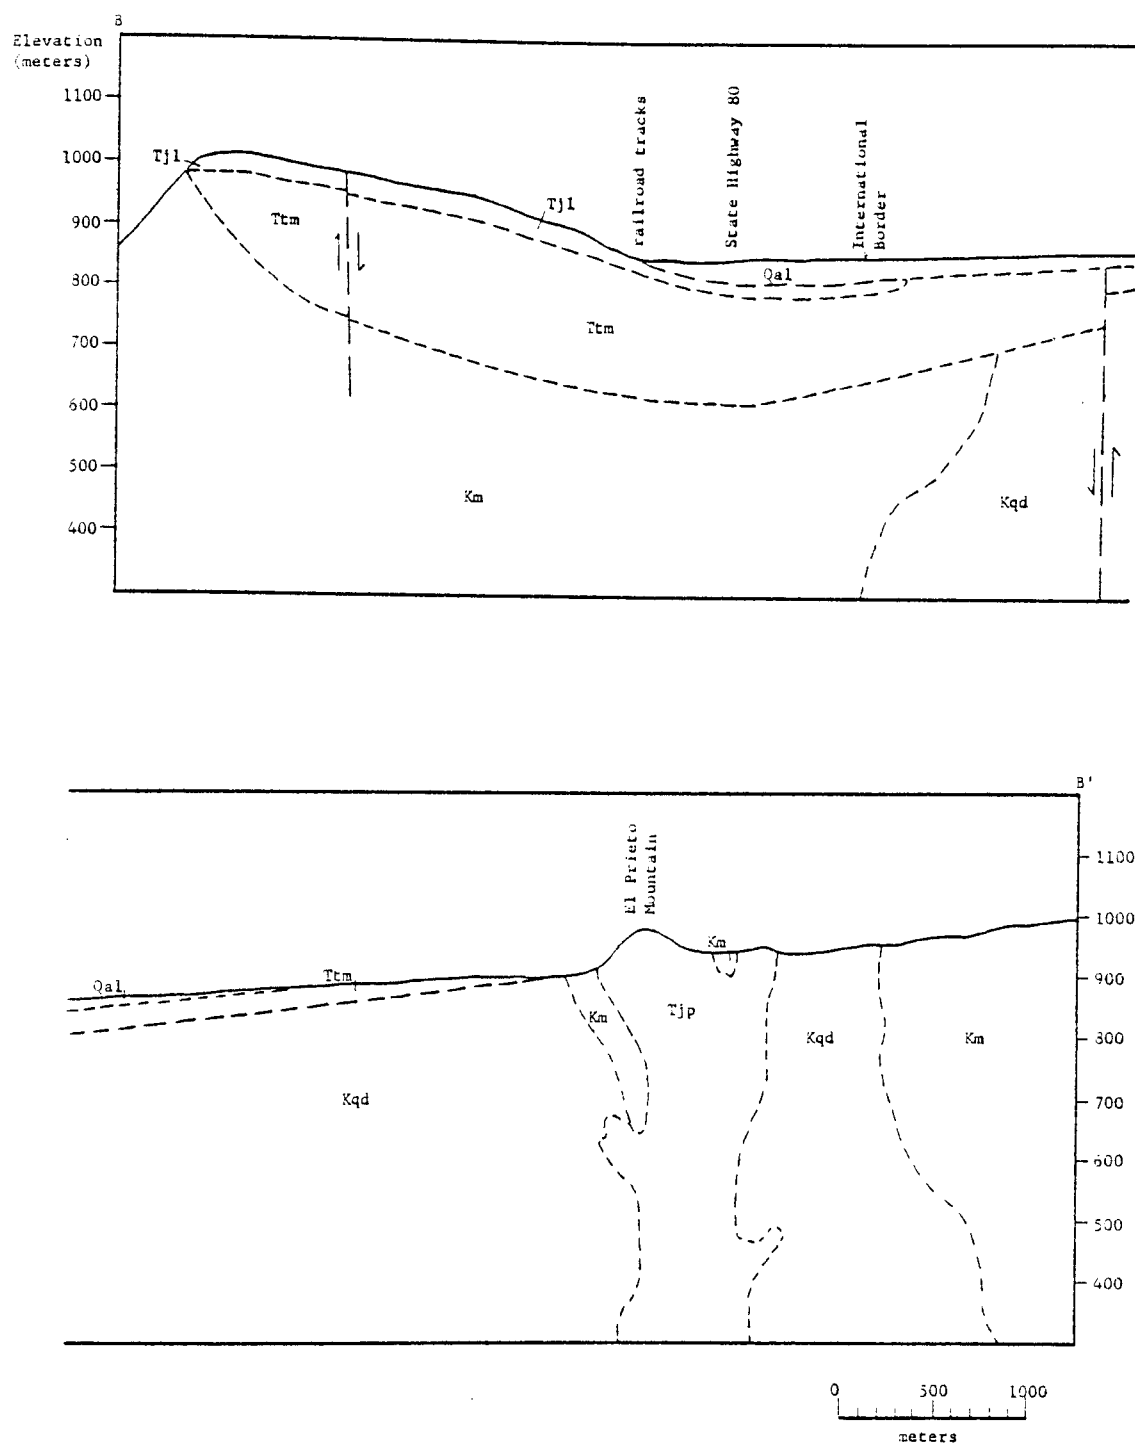 B
Elevation
(meters)
1100
1000
900
800
700
600
500
400
Tjl
Ttm
Tjl
railroad tracks
State Highway 80
International
Border
Qal
Ttm
Km
Kqd
B'
El Prieto
Mountain
1100
1000
900
800
700
600
500
400
Qal
Ttm
Km
Km
Tjp
Kqd
Km
Kqd
0 500 1000
meters